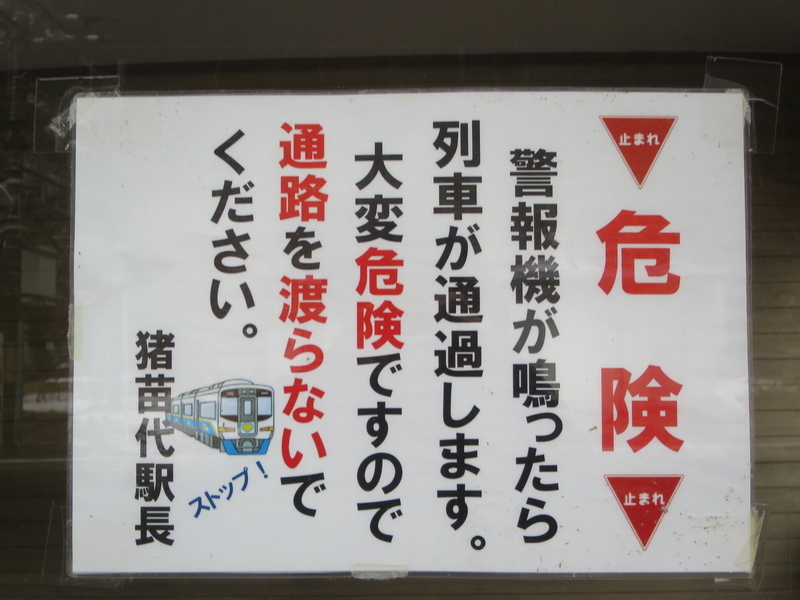 止まれ
危険
止まれ
警報機が鳴ったら
列車が通過します。
大変危険ですので
通路を渡らないで
ください。
ストップ!
猪苗代駅長